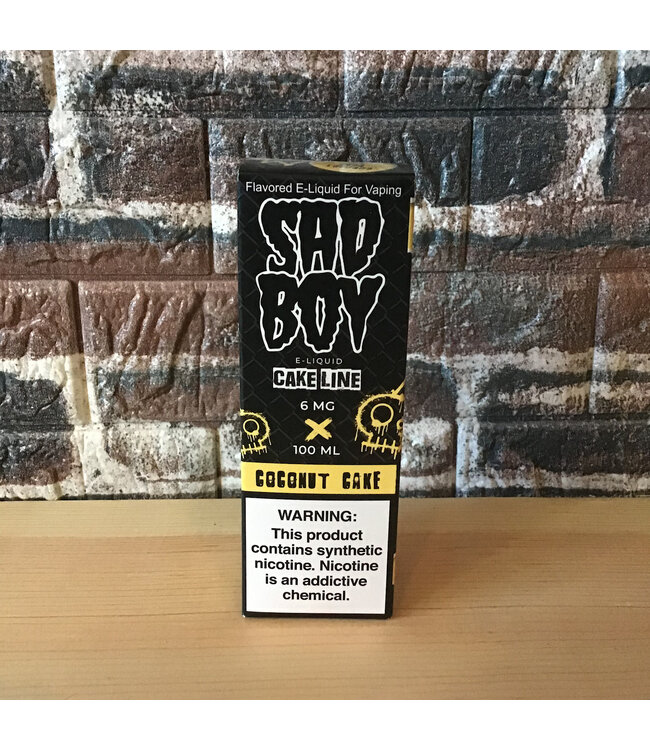 Flavored E-Liquid For Vaping
SAD
BOY
E-LIQUID
CAKE LINE
6 MG
X
100 ML
COCONUT CAKE
WARNING:
This product
contains synthetic
nicotine. Nicotine
is an addictive
chemical.